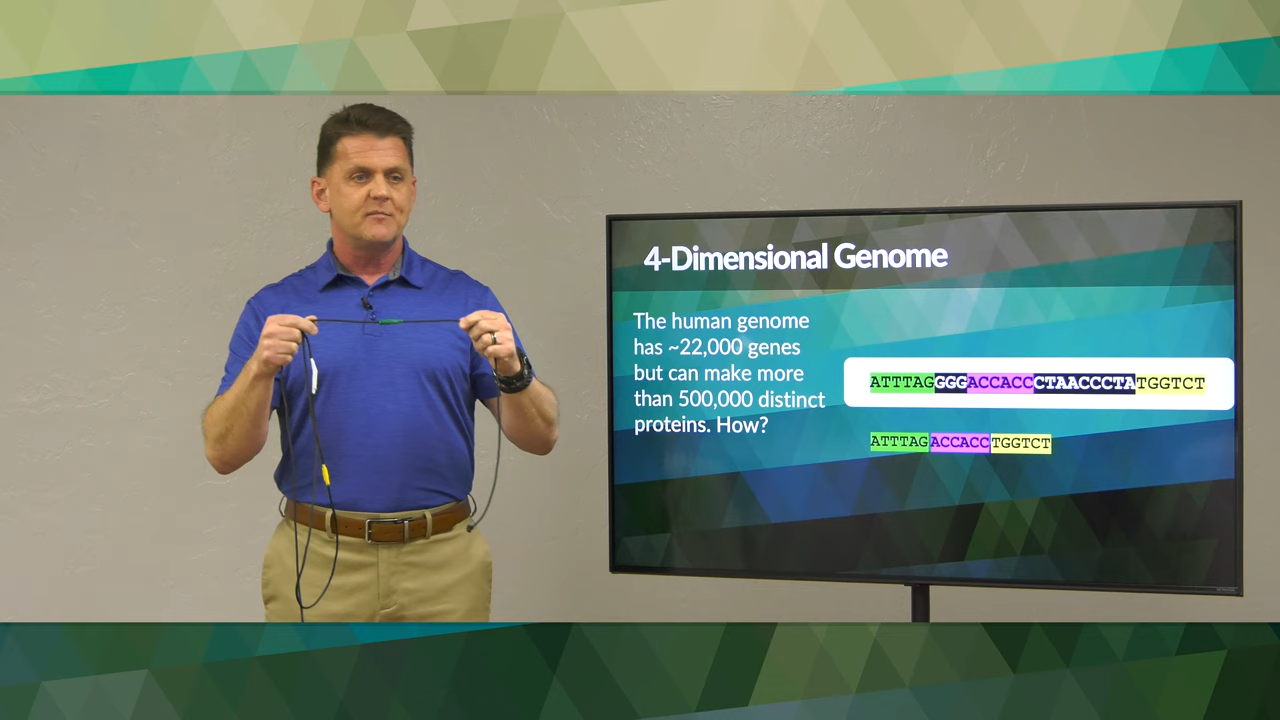 4-Dimensional Genome
The human genome
has ~22,000 genes
but can make more
than 500,000 distinct
proteins. How?
ATTTAGGGGACCACCCTAACCCTATGGTCT
ATTTAGACCACCTGGTCT